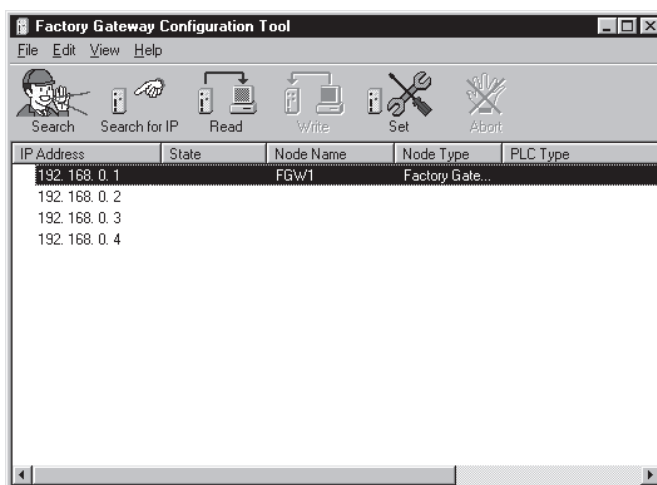 Factory Gateway Configuration Tool
File Edit View Help
Search Search for IP Read Write Set Abort
IP Address State Node Name Node Type PLC Type
192. 168. 0. 1 FGW1 Factory Gate...
192. 168. 0. 2
192. 168. 0. 3
192. 168. 0. 4